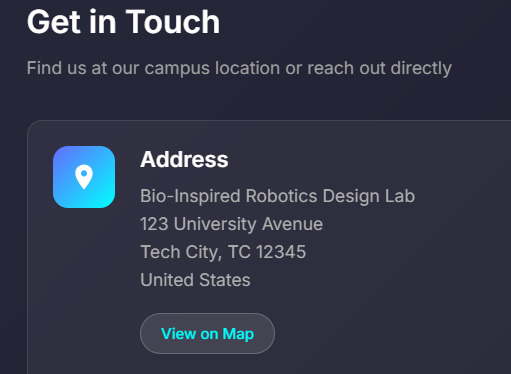 Get in Touch
Find us at our campus location or reach out directly
Address
Bio-Inspired Robotics Design Lab
123 University Avenue
Tech City, TC 12345
United States
View on Map